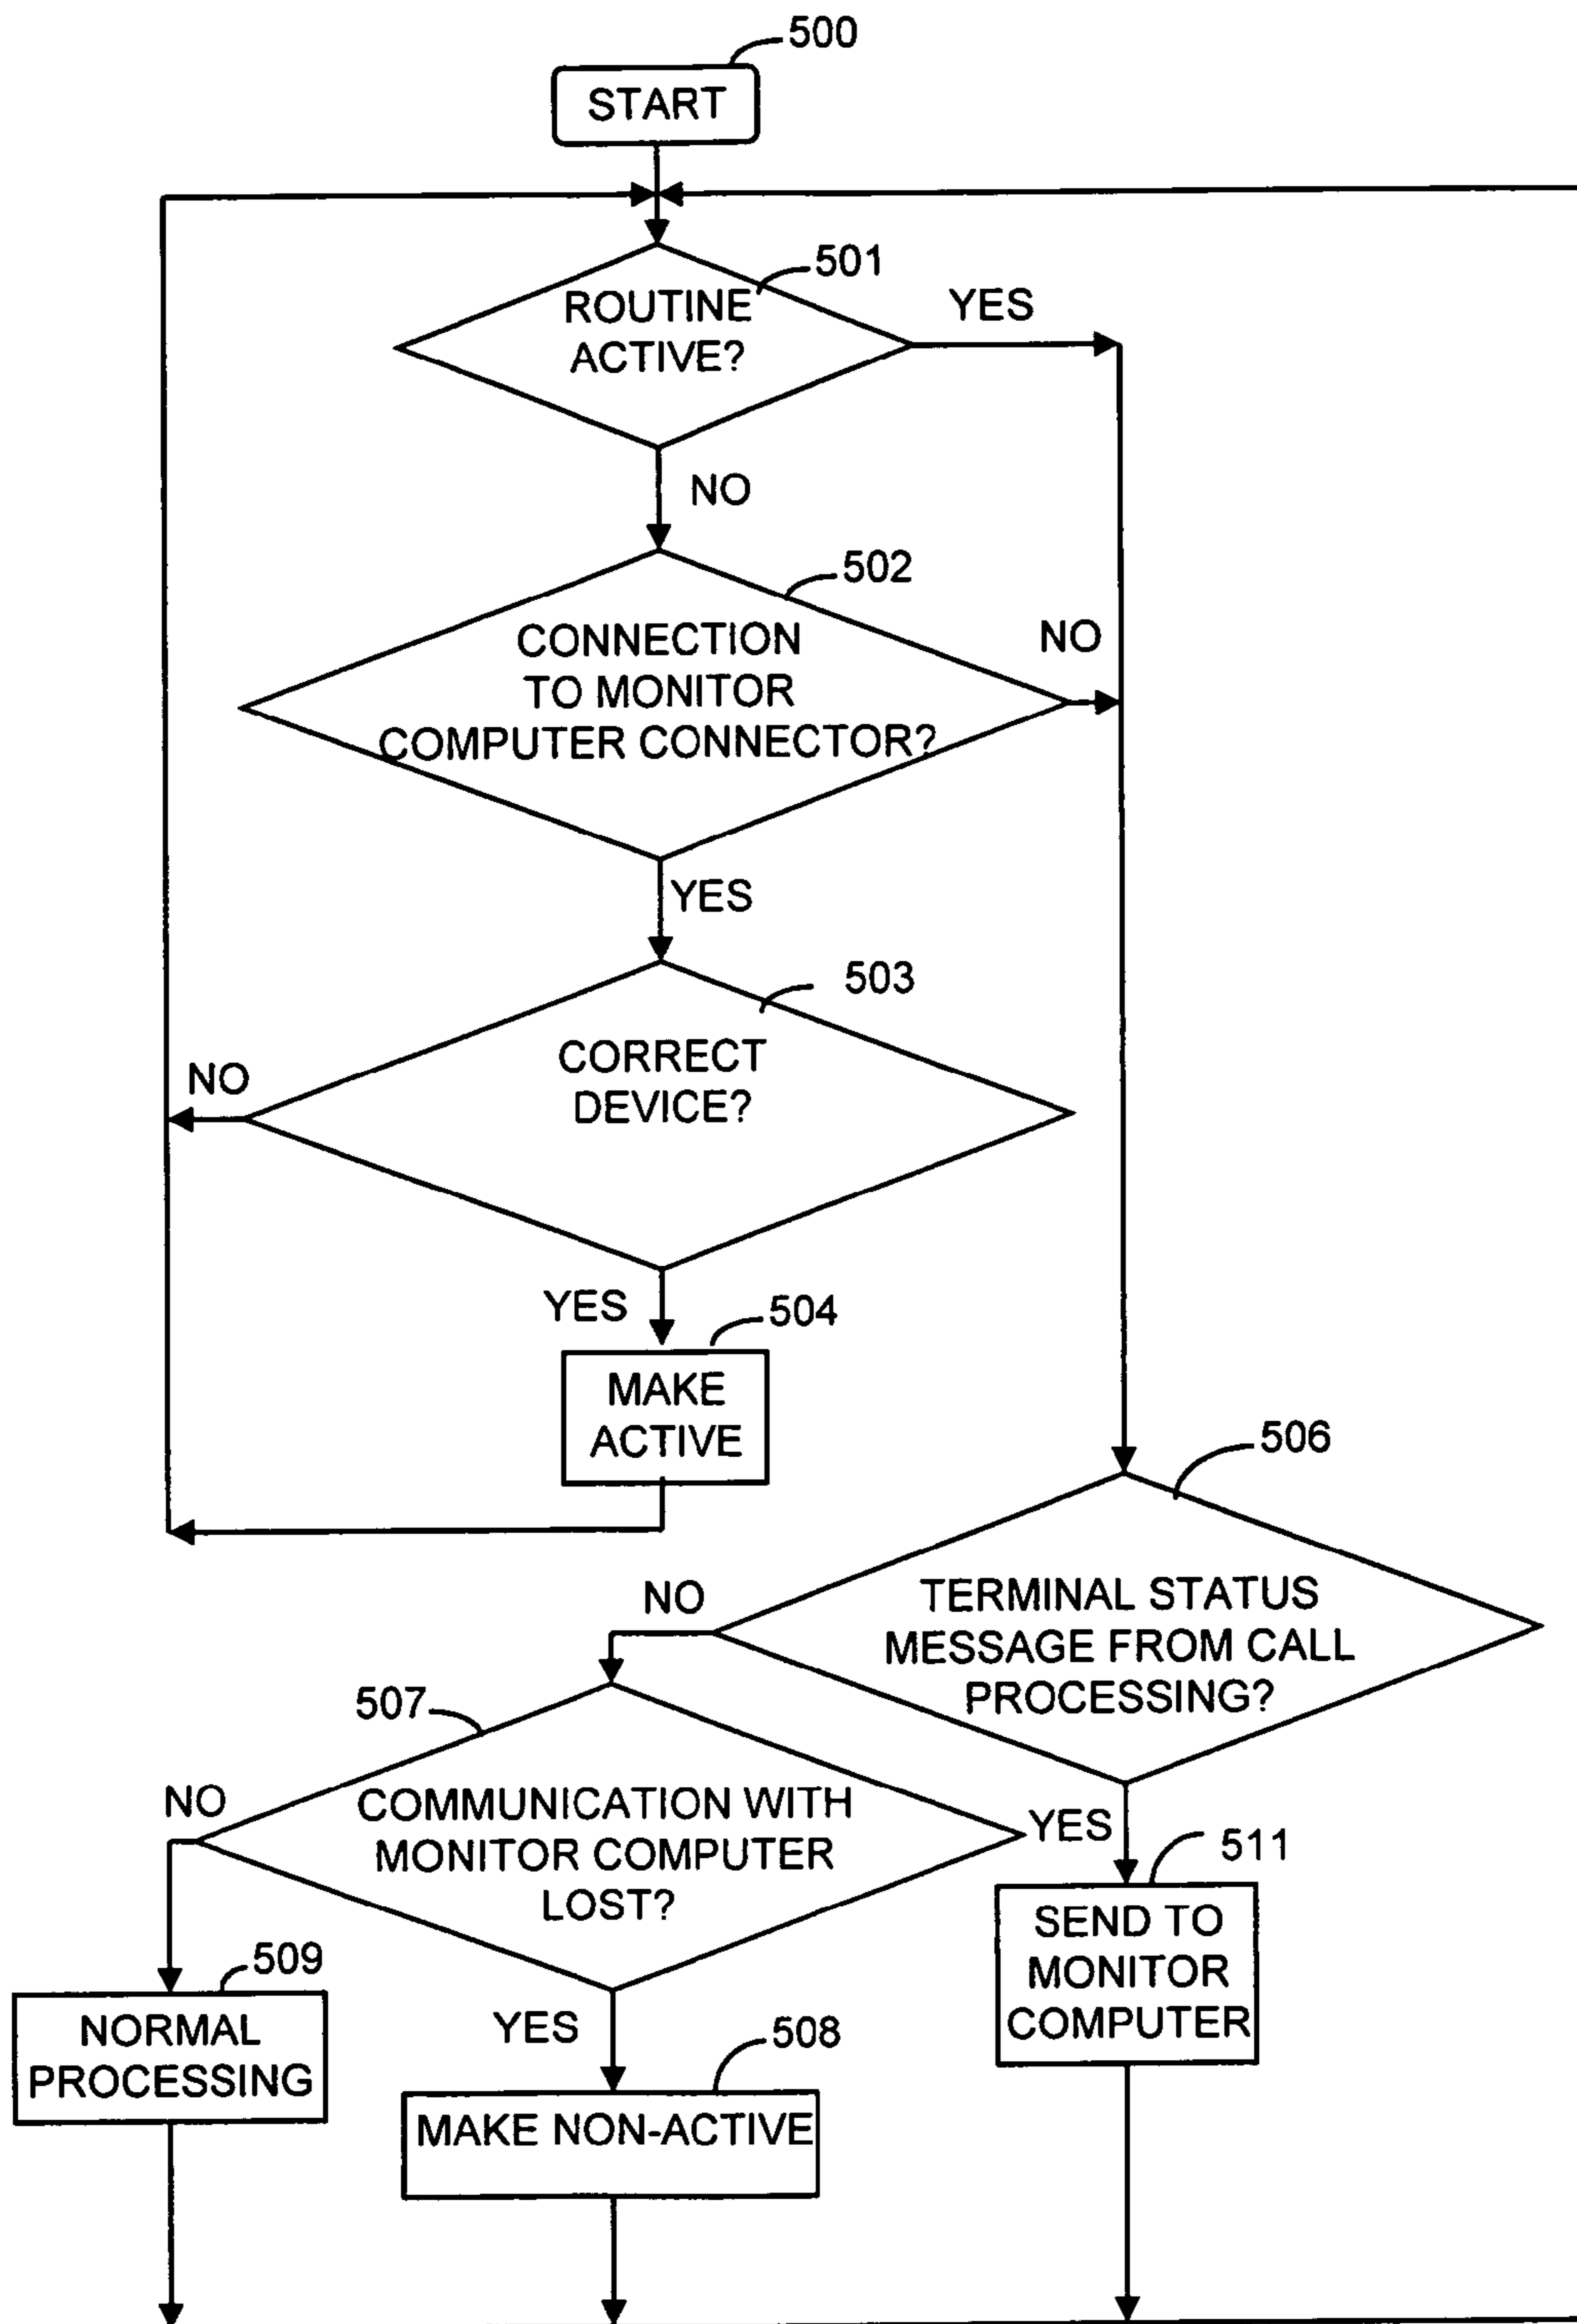 500
START
501
ROUTINE
ACTIVE?
YES
NO
502
CONNECTION
TO MONITOR
COMPUTER CONNECTOR?
NO
YES
503
CORRECT
DEVICE?
NO
YES
504
MAKE
ACTIVE
506
TERMINAL STATUS
MESSAGE FROM CALL
PROCESSING?
NO
507
COMMUNICATION WITH
MONITOR COMPUTER
LOST?
NO
YES
511
SEND TO
MONITOR
COMPUTER
509
NORMAL
PROCESSING
YES
508
MAKE NON-ACTIVE